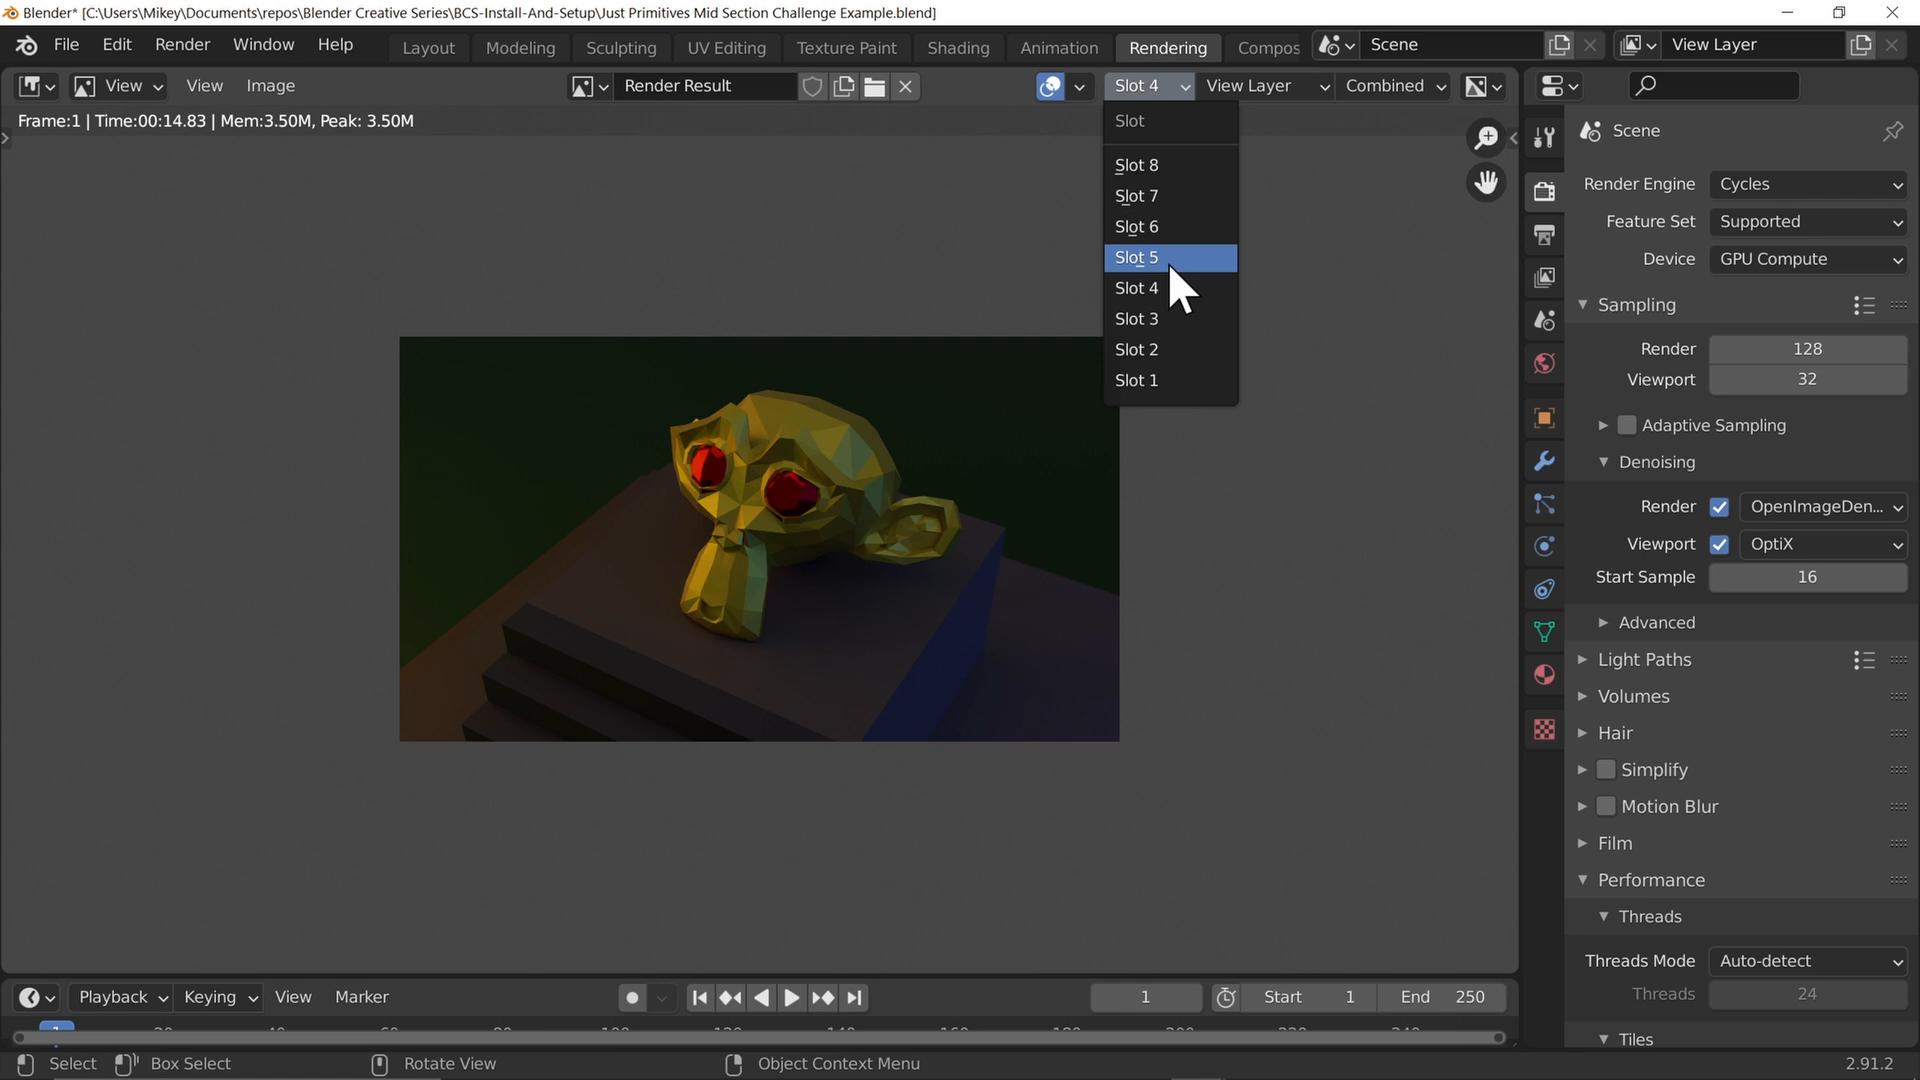 Blender* [C:\Users\Mikey\Documents\repos\Blender Creative Series\BCS-Install-And-Setup\Just Primitives Mid Section Challenge Example.blend]
File Edit Render Window Help Layout Modeling Sculpting UV Editing Texture Paint Shading Animation Rendering Compos Scene View Layer
View View Image Render Result Slot 4 View Layer Combined
Frame:1 | Time:00:14.83 | Mem:3.50M, Peak: 3.50M
Slot
Slot 8
Slot 7
Slot 6
Slot 5
Slot 4
Slot 3
Slot 2
Slot 1
Scene
Render Engine Cycles
Feature Set Supported
Device GPU Compute
Sampling
Render 128
Viewport 32
Adaptive Sampling
Denoising
Render OpenImageDen...
Viewport OptiX
Start Sample 16
Advanced
Light Paths
Volumes
Hair
Simplify
Motion Blur
Film
Performance
Threads
Threads Mode Auto-detect
Threads 24
Tiles
Playback Keying View Marker 1 Start 1 End 250
Select Box Select Rotate View Object Context Menu 2.91.2